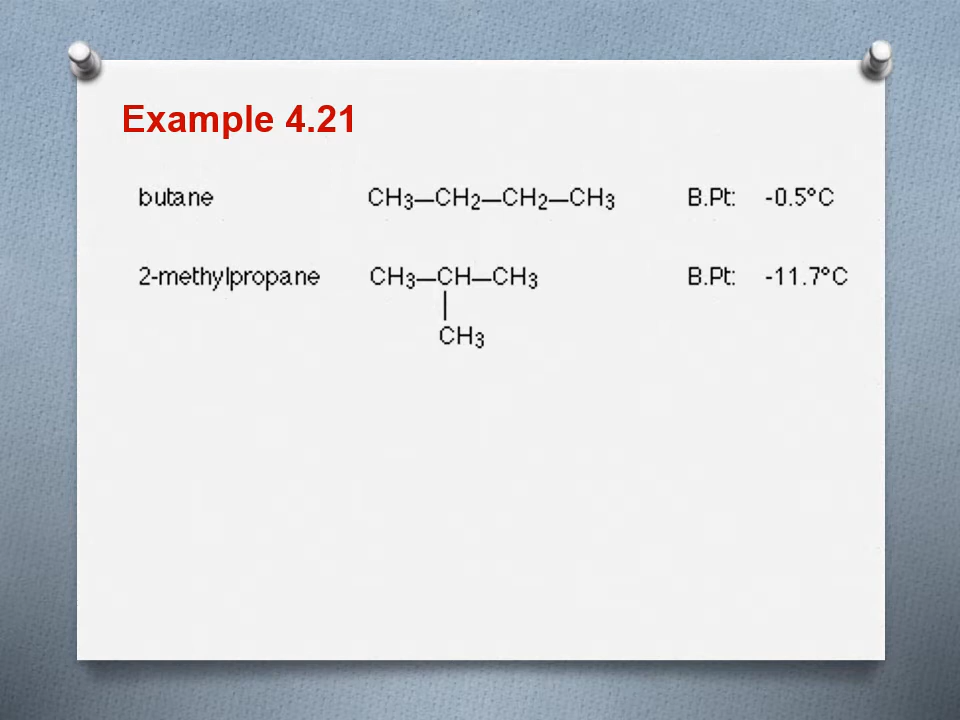 Example 4.21
butane CH3—CH2—CH2—CH3 B.Pt: -0.5°C
2-methylpropane CH3—CH—CH3 B.Pt: -11.7°C
|
CH3